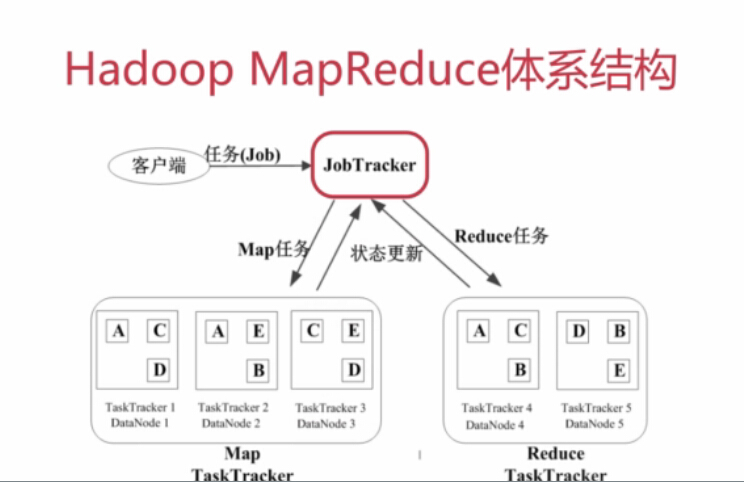 Hadoop MapReduce体系结构
客户端
任务(Job)
JobTracker
Map任务
状态更新
Reduce任务
A C
D
TaskTracker 1
DataNode 1
A E
B
TaskTracker 2
DataNode 2
C E
D
TaskTracker 3
DataNode 3
Map
TaskTracker
A C
B
TaskTracker 4
DataNode 4
D B
E
TaskTracker 5
DataNode 5
Reduce
TaskTracker